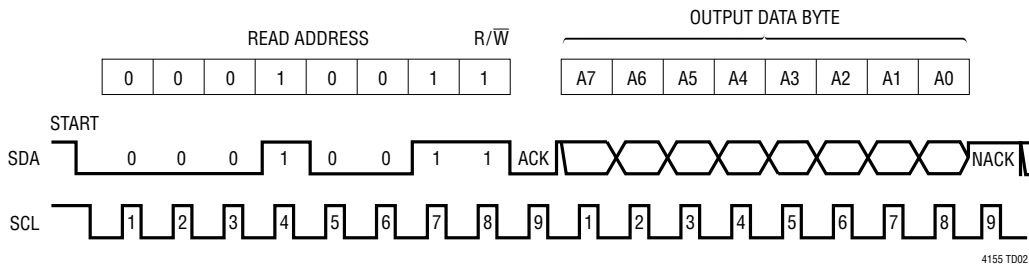 OUTPUT DATA BYTE
READ ADDRESS R/W̅
0 0 0 1 0 0 1 1 A7 A6 A5 A4 A3 A2 A1 A0
START
SDA 0 0 0 1 0 0 1 1 ACK NACK
SCL 1 2 3 4 5 6 7 8 9 1 2 3 4 5 6 7 8 9
4155 TD02